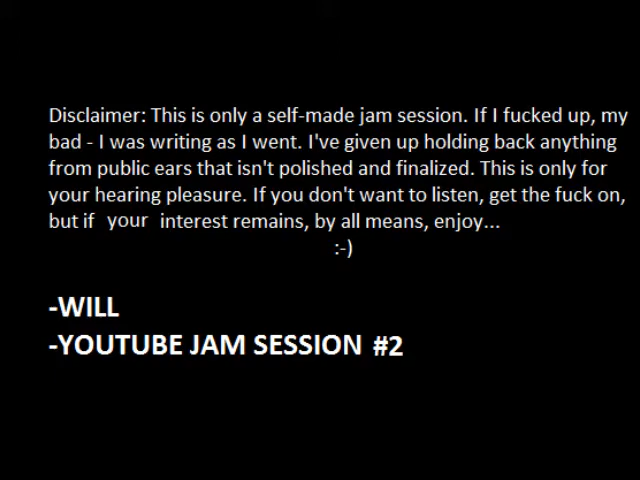 Disclaimer: This is only a self-made jam session. If I fucked up, my
bad - I was writing as I went. I've given up holding back anything
from public ears that isn't polished and finalized. This is only for
your hearing pleasure. If you don't want to listen, get the fuck on,
but if your interest remains, by all means, enjoy...
:-)
-WILL
-YOUTUBE JAM SESSION #2